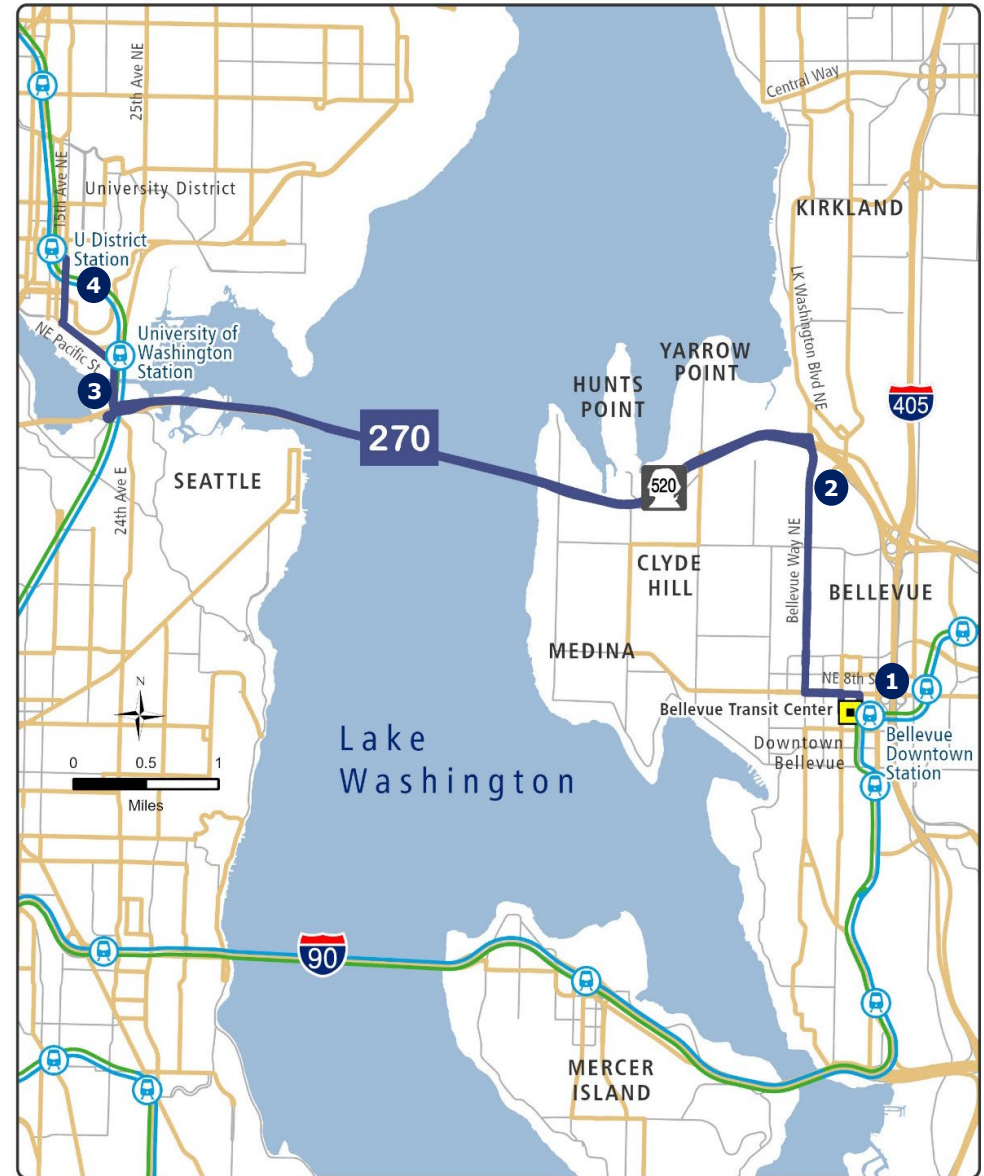 25th Ave NE
Central Way
15th Ave NE
University District
KIRKLAND
U District
Station
4
LK Washington Blvd NE
NE Pacific St
University of
Washington
Station
YARROW
POINT
HUNTS
POINT
3
405
270
SEATTLE
520
2
24th Ave E
Bellevue Way NE
CLYDE
HILL
BELLEVUE
MEDINA
NE 8th S
1
N
Bellevue Transit Center
Lake
Washington
Downtown
Bellevue
Bellevue
Downtown
Station
0 0.5 1
Miles
90
MERCER
ISLAND